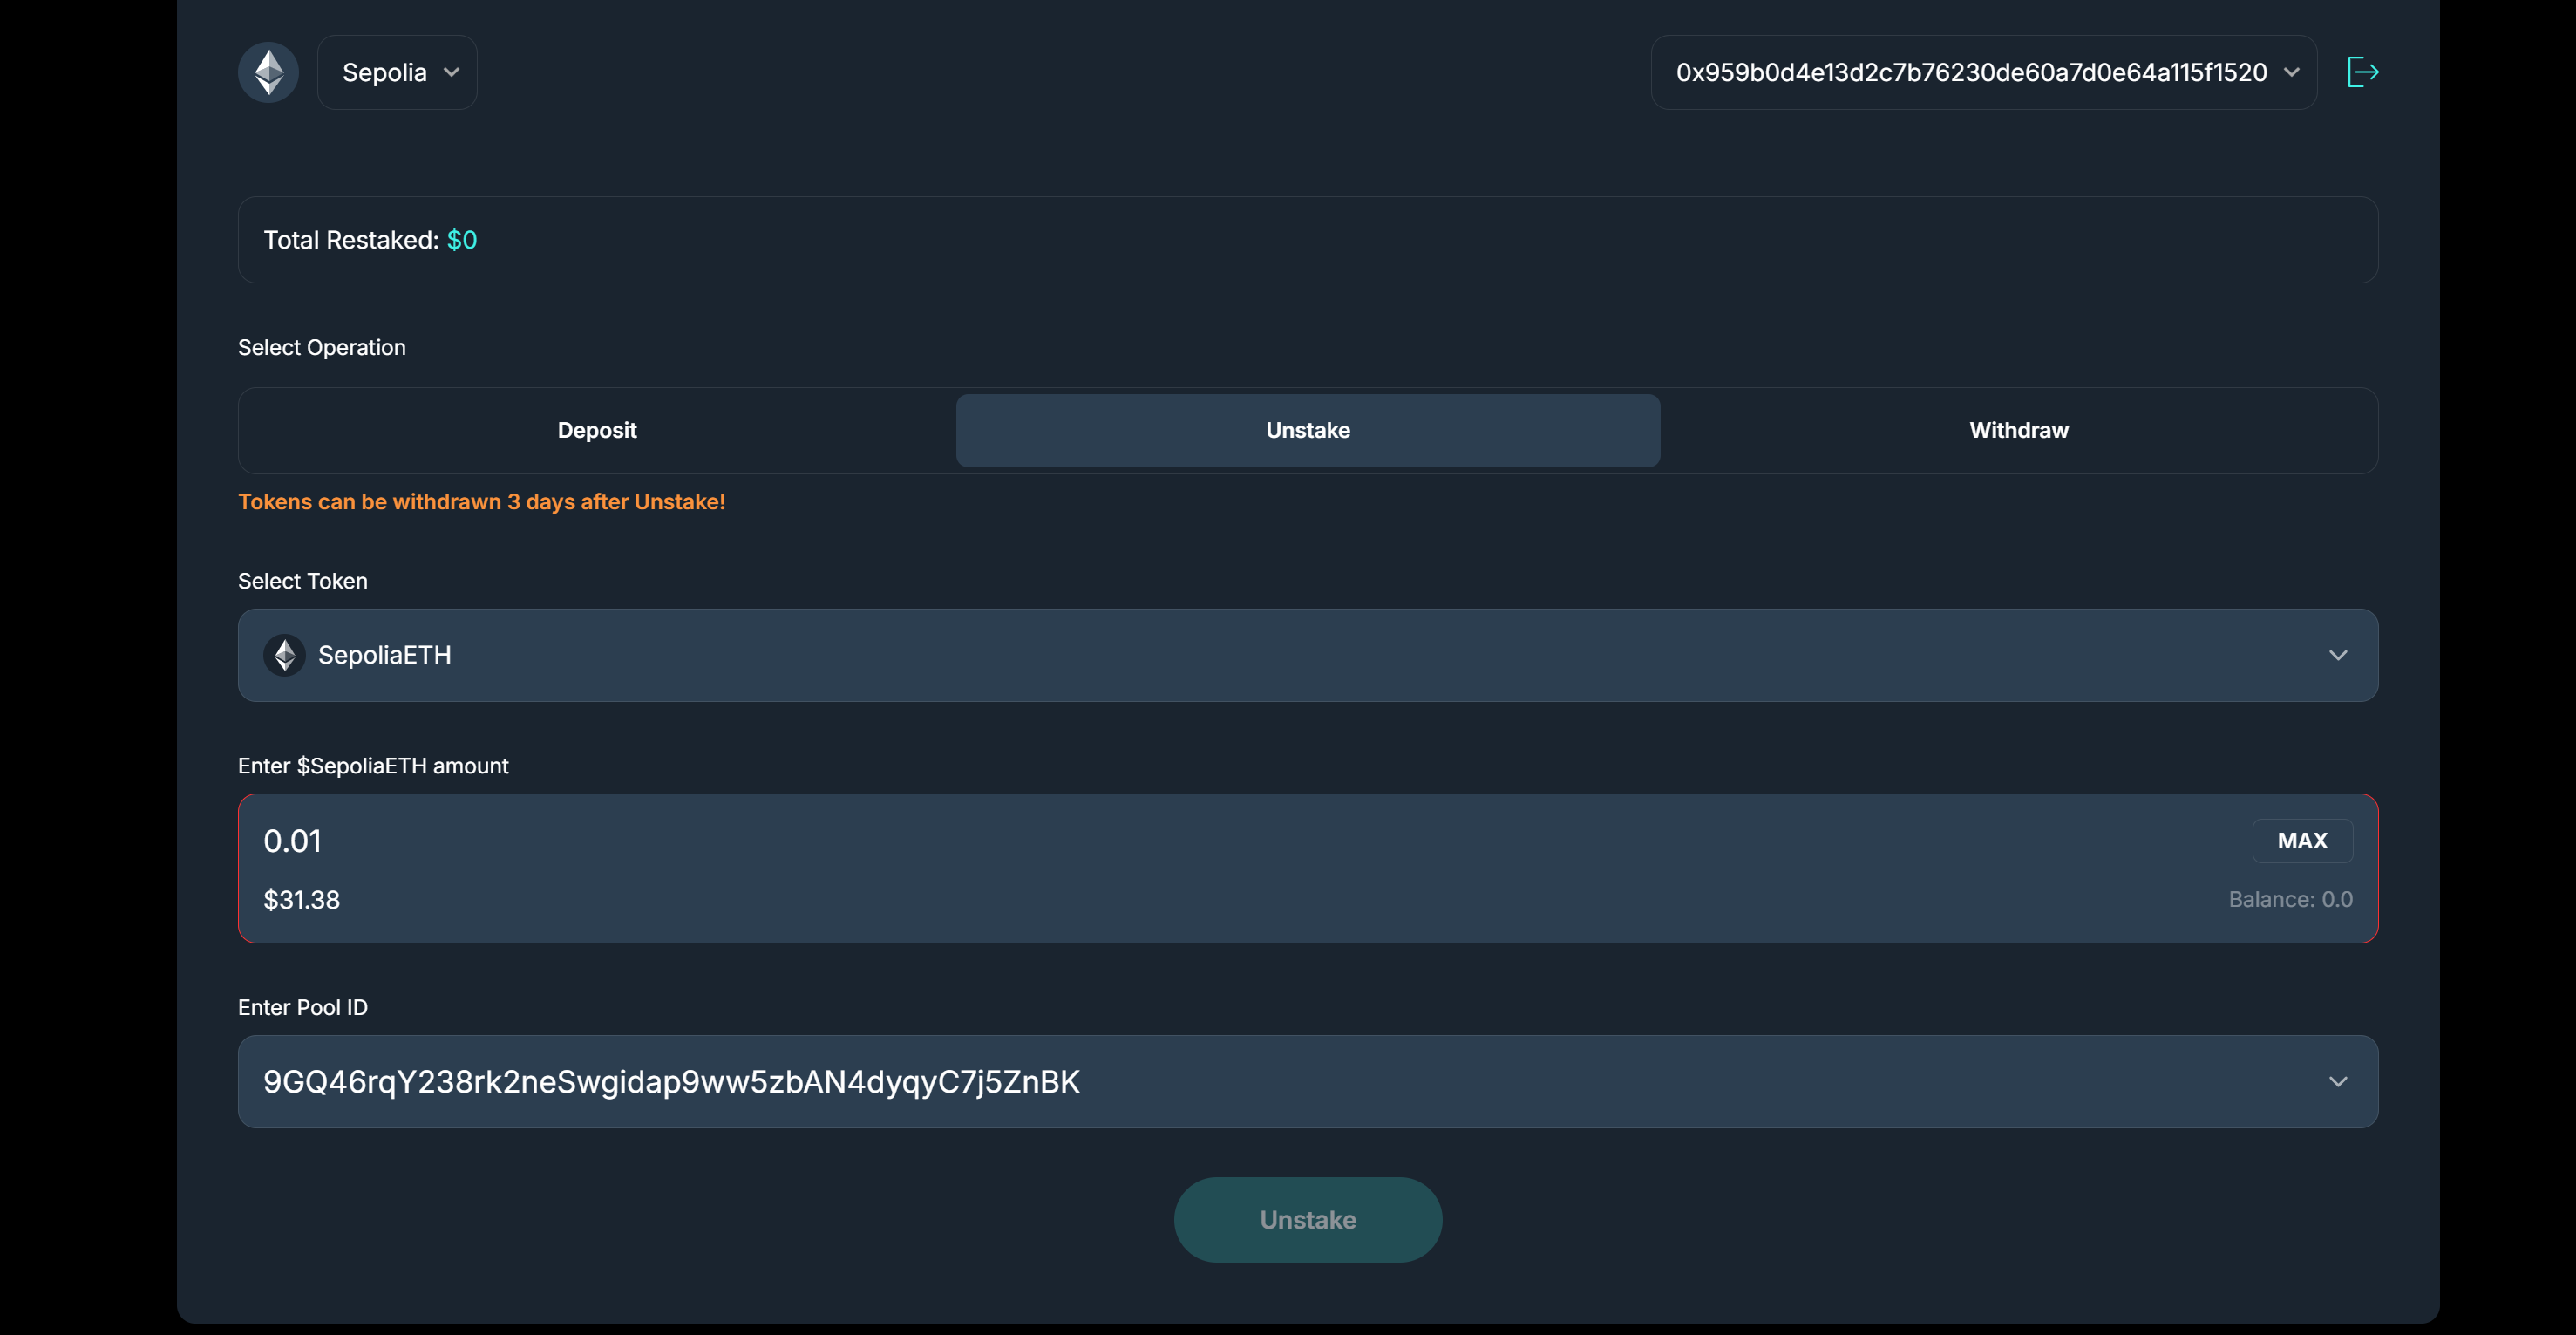 Sepolia
0x959b0d4e13d2c7b76230de60a7d0e64a115f1520
Total Restaked: $0
Select Operation
Deposit
Unstake
Withdraw
Tokens can be withdrawn 3 days after Unstake!
Select Token
SepoliaETH
Enter $SepoliaETH amount
0.01
MAX
$31.38
Balance: 0.0
Enter Pool ID
9GQ46rqY238rk2neSwgidap9ww5zbAN4dyqyC7j5ZnBK
Unstake